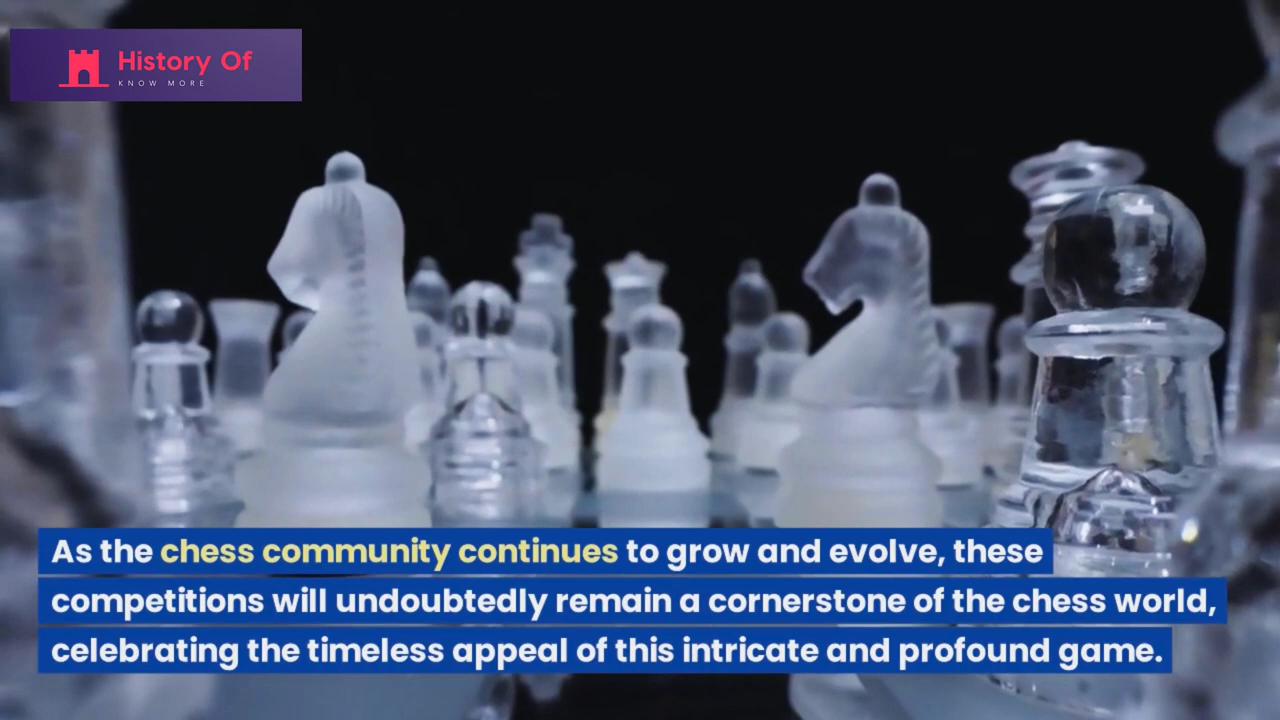 History Of
KNOW MORE
As the chess community continues to grow and evolve, these
competitions will undoubtedly remain a cornerstone of the chess world,
celebrating the timeless appeal of this intricate and profound game.